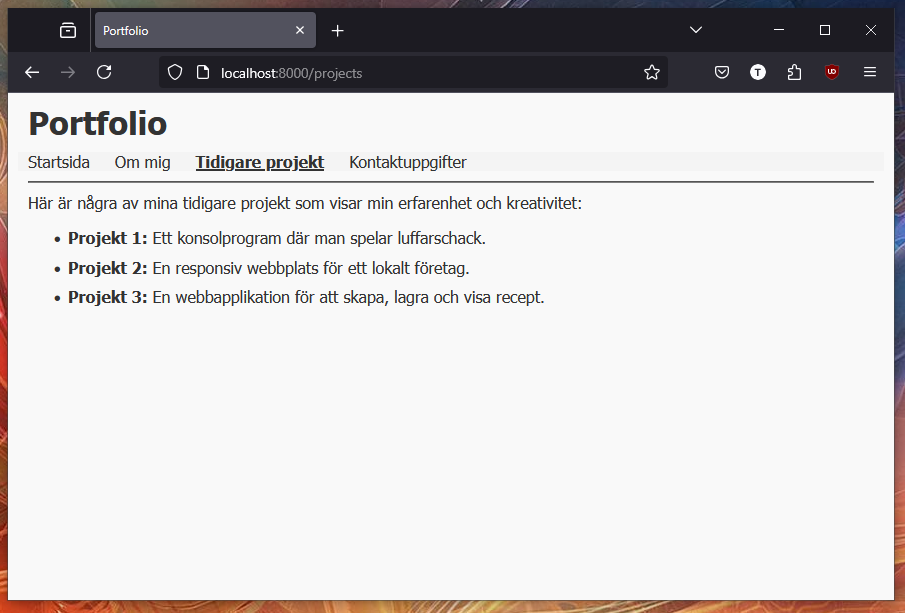 Portfolio
localhost:8000/projects
T
UD
Portfolio
Startsida Om mig Tidigare projekt Kontaktuppgifter
Här är några av mina tidigare projekt som visar min erfarenhet och kreativitet:
• Projekt 1: Ett konsolprogram där man spelar luffarschack.
• Projekt 2: En responsiv webbplats för ett lokalt företag.
• Projekt 3: En webbapplikation för att skapa, lagra och visa recept.